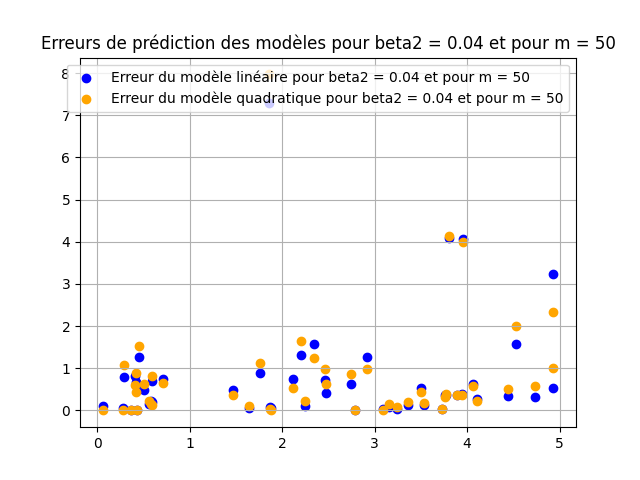 Erreurs de prédiction des modèles pour beta2 = 0.04 et pour m = 50
Erreur du modèle linéaire pour beta2 = 0.04 et pour m = 50
Erreur du modèle quadratique pour beta2 = 0.04 et pour m = 50
8
7
6
5
4
3
2
1
0
0 1 2 3 4 5